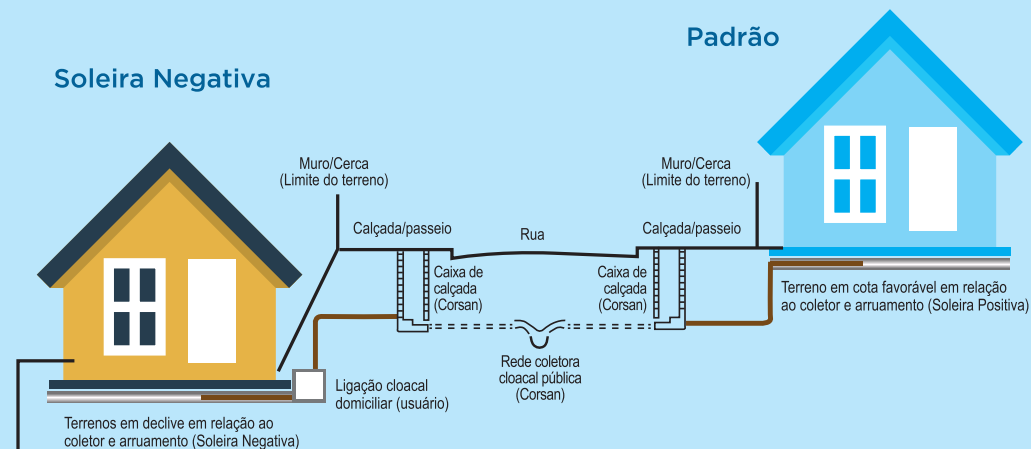 Padrão
Soleira Negativa
Muro/Cerca
(Limite do terreno)
Muro/Cerca
(Limite do terreno)
Calçada/passeio
Rua
Calçada/passeio
Caixa de
calçada
(Corsan)
Caixa de
calçada
(Corsan)
Terreno em cota favorável em relação
ao coletor e arruamento (Soleira Positiva)
Rede coletora
cloacal pública
(Corsan)
Ligação cloacal
domiciliar (usuário)
Terrenos em declive em relação ao
coletor e arruamento (Soleira Negativa)